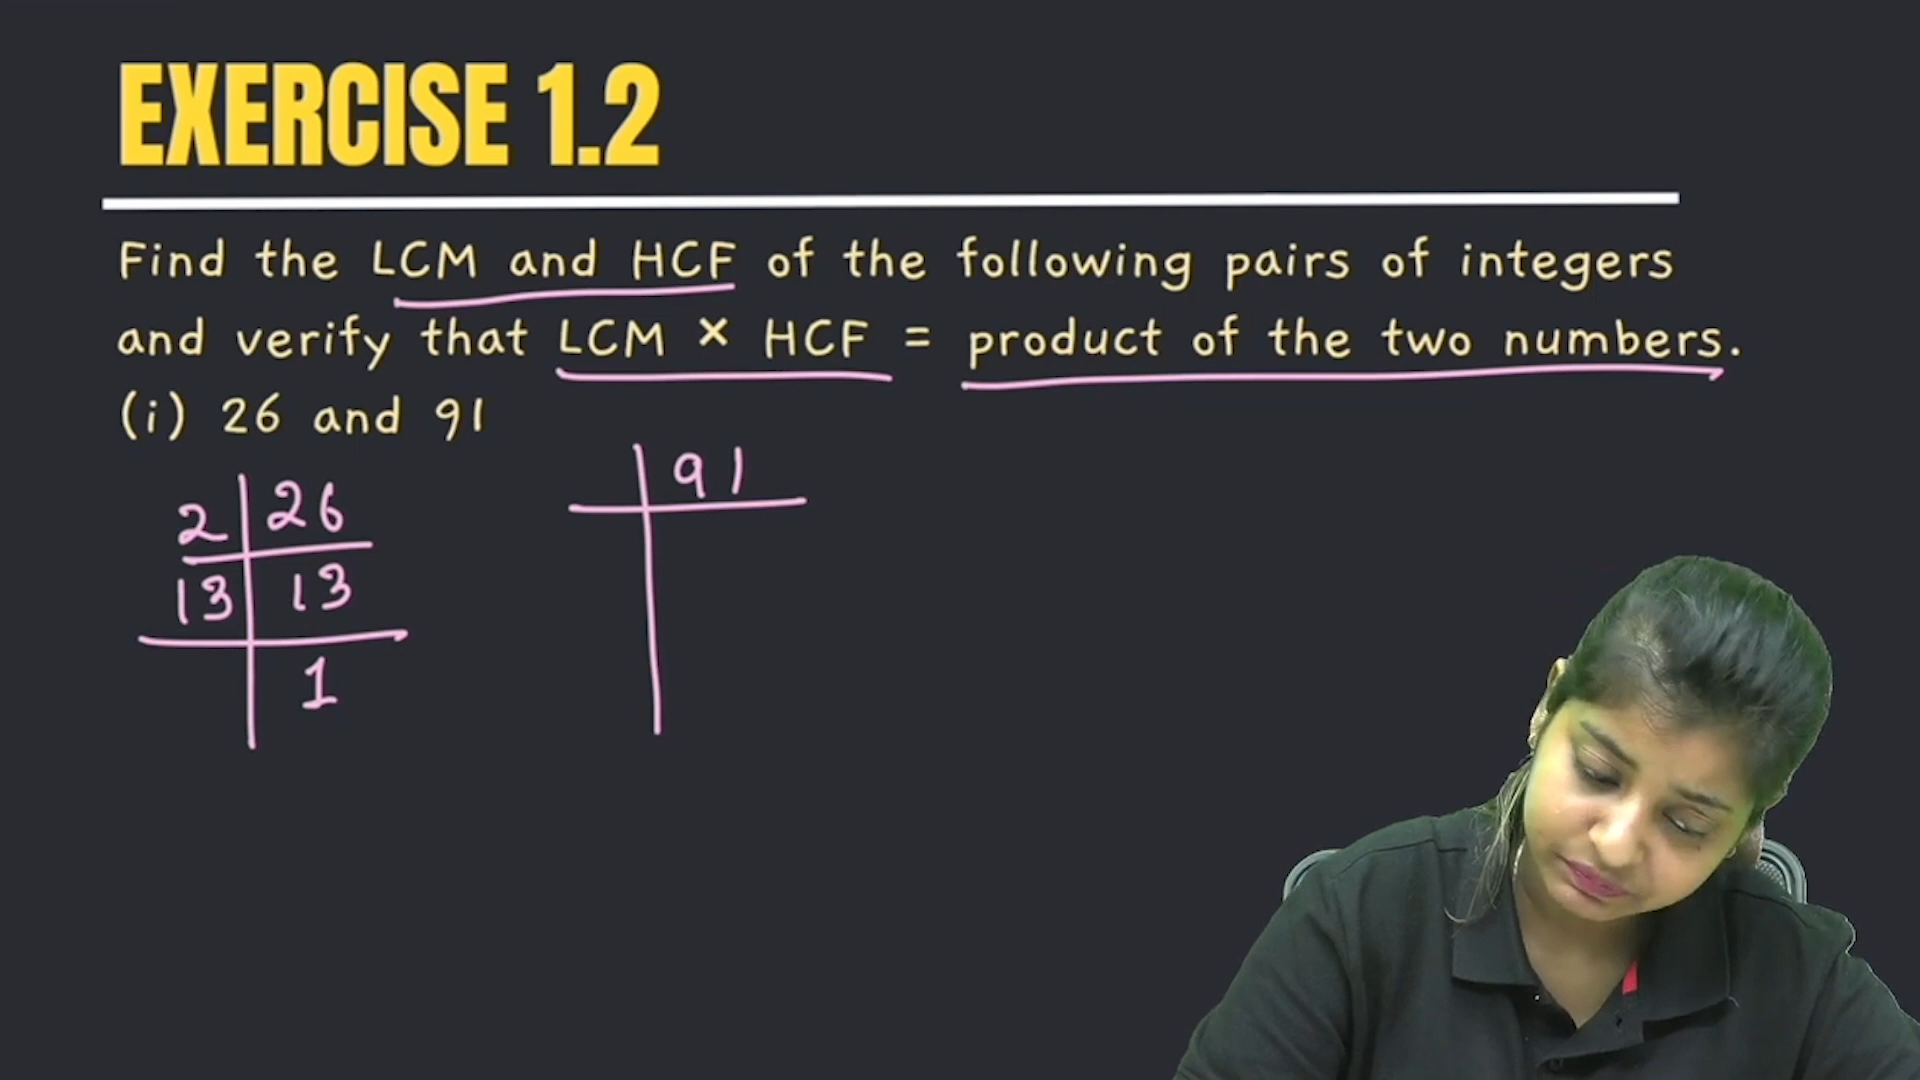 EXERCISE 1.2
Find the LCM and HCF of the following pairs of integers
and verify that LCM × HCF = product of the two numbers.
(i) 26 and 91
2 | 26
13 | 13
1
91